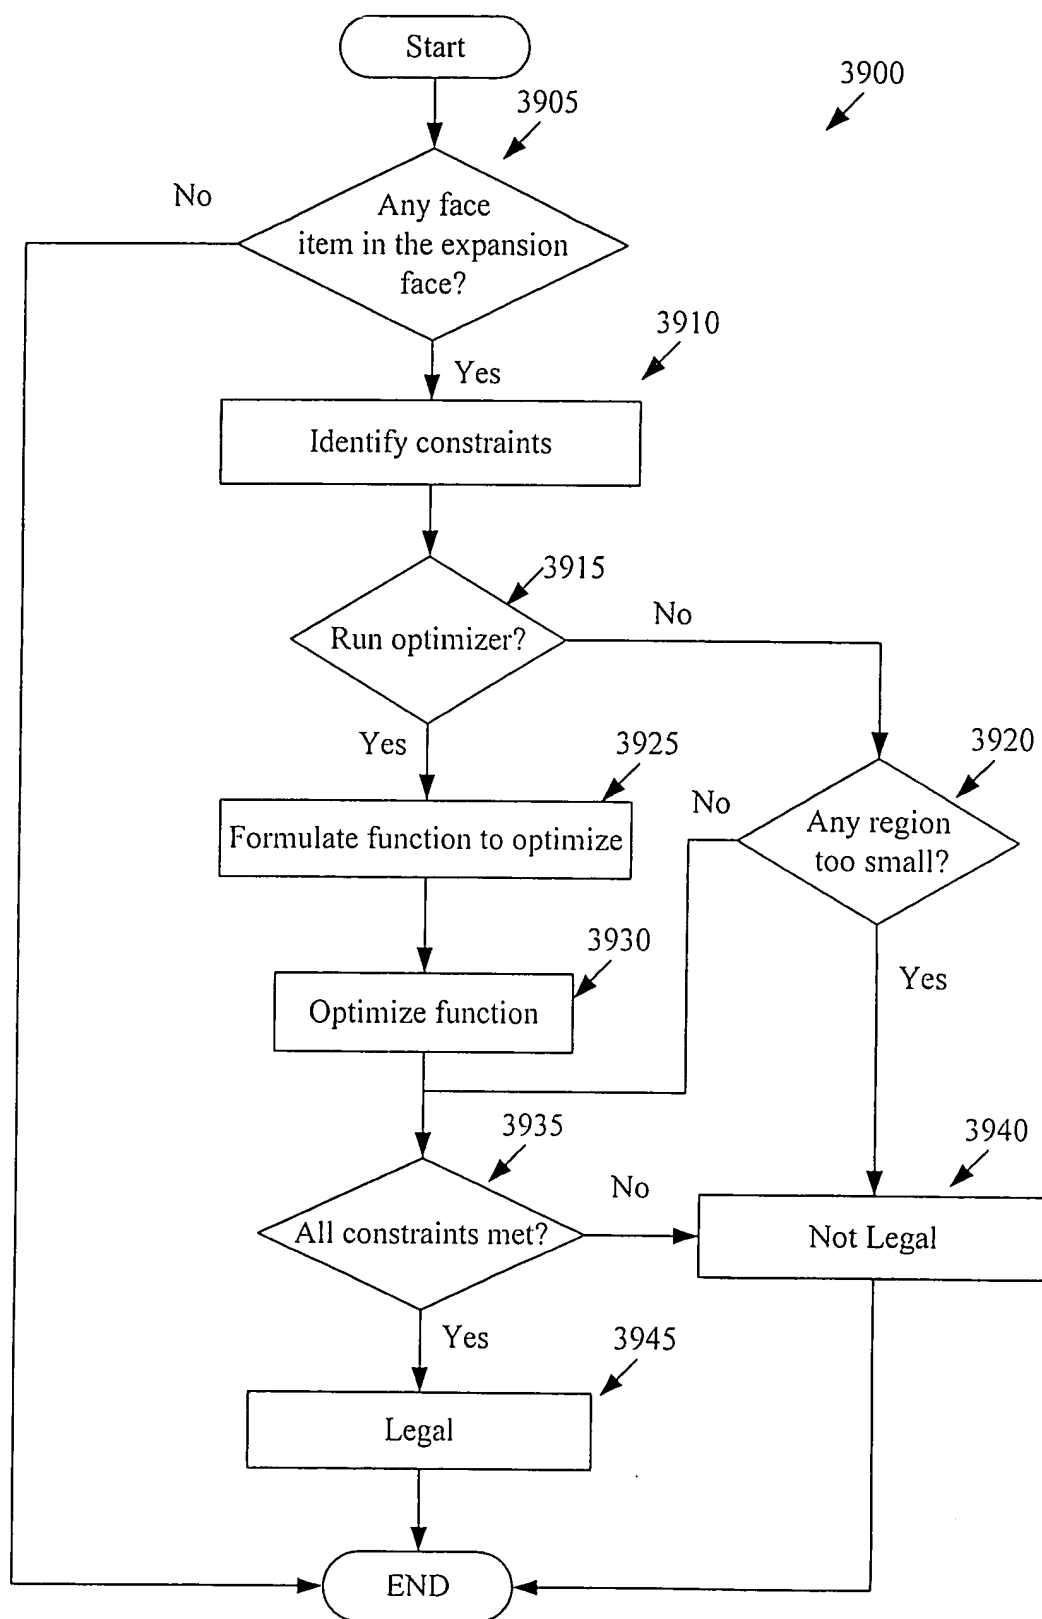 Start
3900
3905
No
Any face
item in the expansion
face?
3910
Yes
Identify constraints
3915
No
Run optimizer?
Yes
3925
3920
No
Any region
too small?
Formulate function to optimize
3930
Yes
Optimize function
3935
3940
No
All constraints met?
Not Legal
Yes
3945
Legal
END